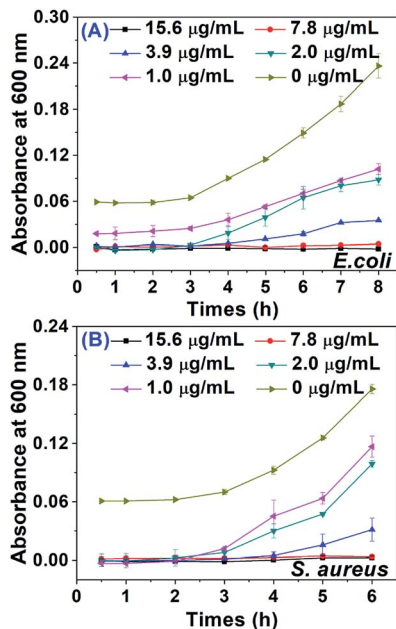 (A)
15.6 μg/mL 7.8 μg/mL
3.9 μg/mL 2.0 μg/mL
1.0 μg/mL 0 μg/mL
Absorbance at 600 nm
0.30
0.24
0.18
0.12
0.06
0.00
E.coli
0 1 2 3 4 5 6 7 8
Times (h)
(B)
15.6 μg/mL 7.8 μg/mL
3.9 μg/mL 2.0 μg/mL
1.0 μg/mL 0 μg/mL
Absorbance at 600 nm
0.24
0.18
0.12
0.06
0.00
S. aureus
0 1 2 3 4 5 6
Times (h)